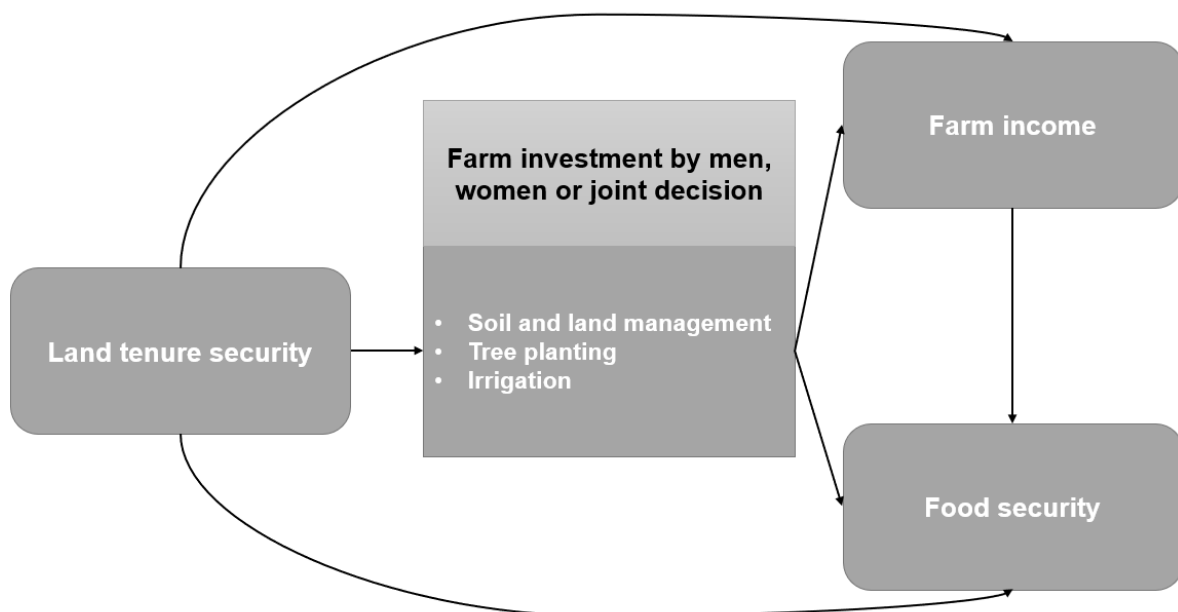 Farm income
Farm investment by men,
women or joint decision
Land tenure security
• Soil and land management
• Tree planting
• Irrigation
Food security